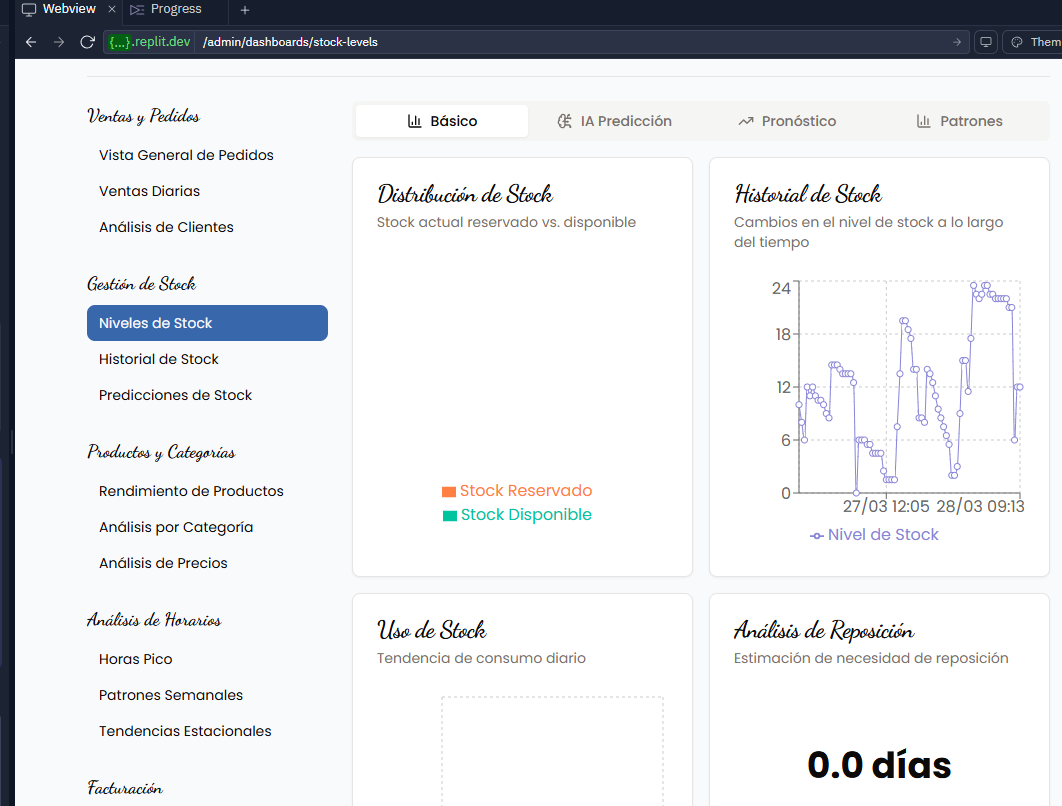 Webview
Progress
{...}.replit.dev /admin/dashboards/stock-levels
Ventas y Pedidos
Vista General de Pedidos
Ventas Diarias
Análisis de Clientes
Gestión de Stock
Niveles de Stock
Historial de Stock
Predicciones de Stock
Productos y Categorías
Rendimiento de Productos
Análisis por Categoría
Análisis de Precios
Análisis de Horarios
Horas Pico
Patrones Semanales
Tendencias Estacionales
Facturación
Básico
IA Predicción
Pronóstico
Patrones
Distribución de Stock
Stock actual reservado vs. disponible
Stock Reservado
Stock Disponible
Historial de Stock
Cambios en el nivel de stock a lo largo
del tiempo
24
18
12
6
0
27/03 12:05 28/03 09:13
Nivel de Stock
Uso de Stock
Tendencia de consumo diario
Análisis de Reposición
Estimación de necesidad de reposición
0.0 días